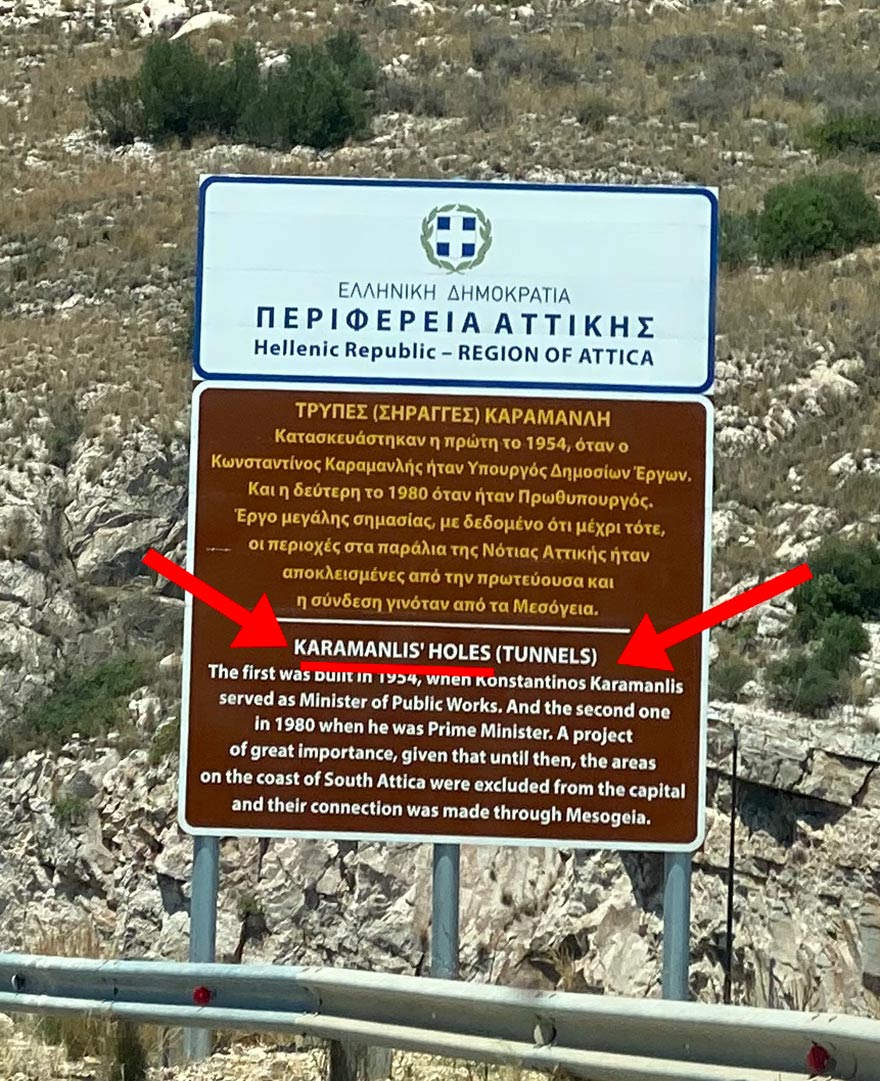 ΕΛΛΗΝΙΚΗ ΔΗΜΟΚΡΑΤΙΑ
ΠΕΡΙΦΕΡΕΙΑ ΑΤΤΙΚΗΣ
Hellenic Republic – REGION OF ATTICA
ΤΡΥΠΕΣ (ΣΗΡΑΓΓΕΣ) ΚΑΡΑΜΑΝΛΗ
Κατασκευάστηκαν η πρώτη το 1954, όταν ο
Κωνσταντίνος Καραμανλής ήταν Υπουργός Δημοσίων Έργων.
Και η δεύτερη το 1980 όταν ήταν Πρωθυπουργός.
Έργο μεγάλης σημασίας, με δεδομένο ότι μέχρι τότε,
οι περιοχές στα παράλια της Νότιας Αττικής ήταν
αποκλεισμένες από την πρωτεύουσα και
η σύνδεση γινόταν από τα Μεσόγεια.
KARAMANLIS' HOLES (TUNNELS)
The first was built in 1954, when Konstantinos Karamanlis
served as Minister of Public Works. And the second one
in 1980 when he was Prime Minister. A project
of great importance, given that until then, the areas
on the coast of South Attica were excluded from the capital
and their connection was made through Mesogeia.